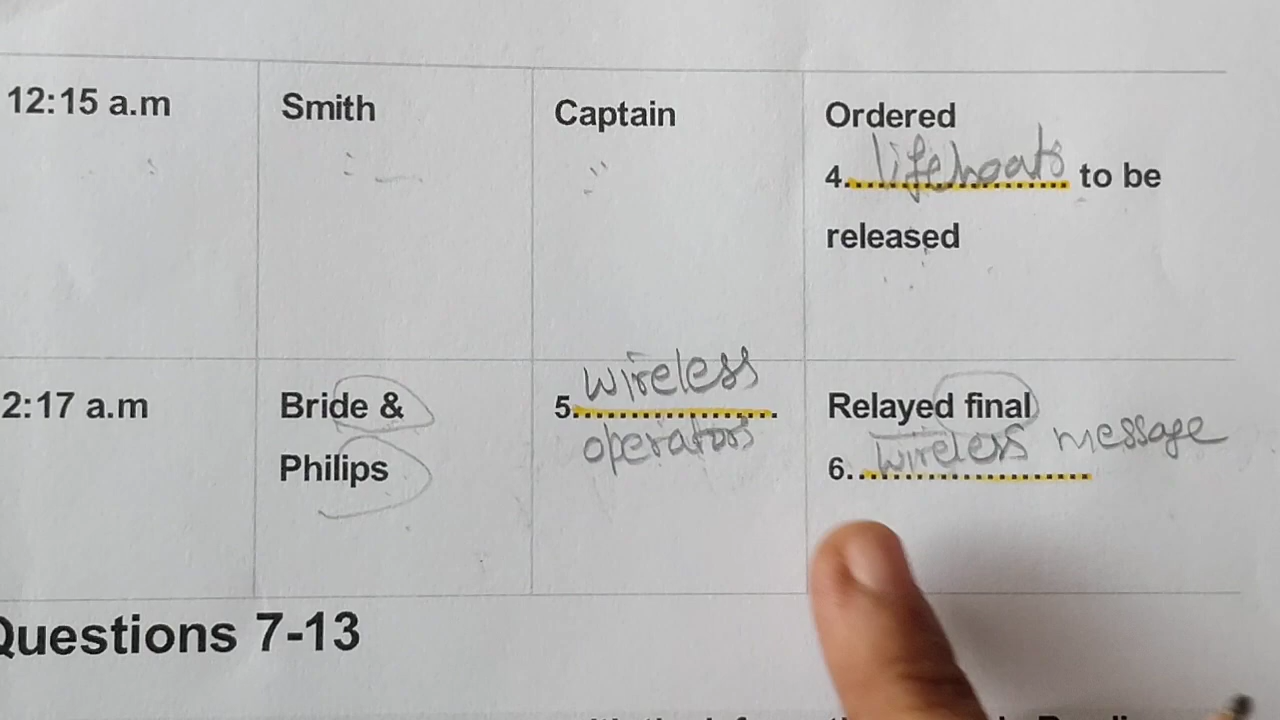 12:15 a.m
Smith
Captain
Ordered
4. lifeboats to be
released
2:17 a.m
Bride &
Philips
wireless
5.
operators
Relayed final
6. wireless message
Questions 7-13